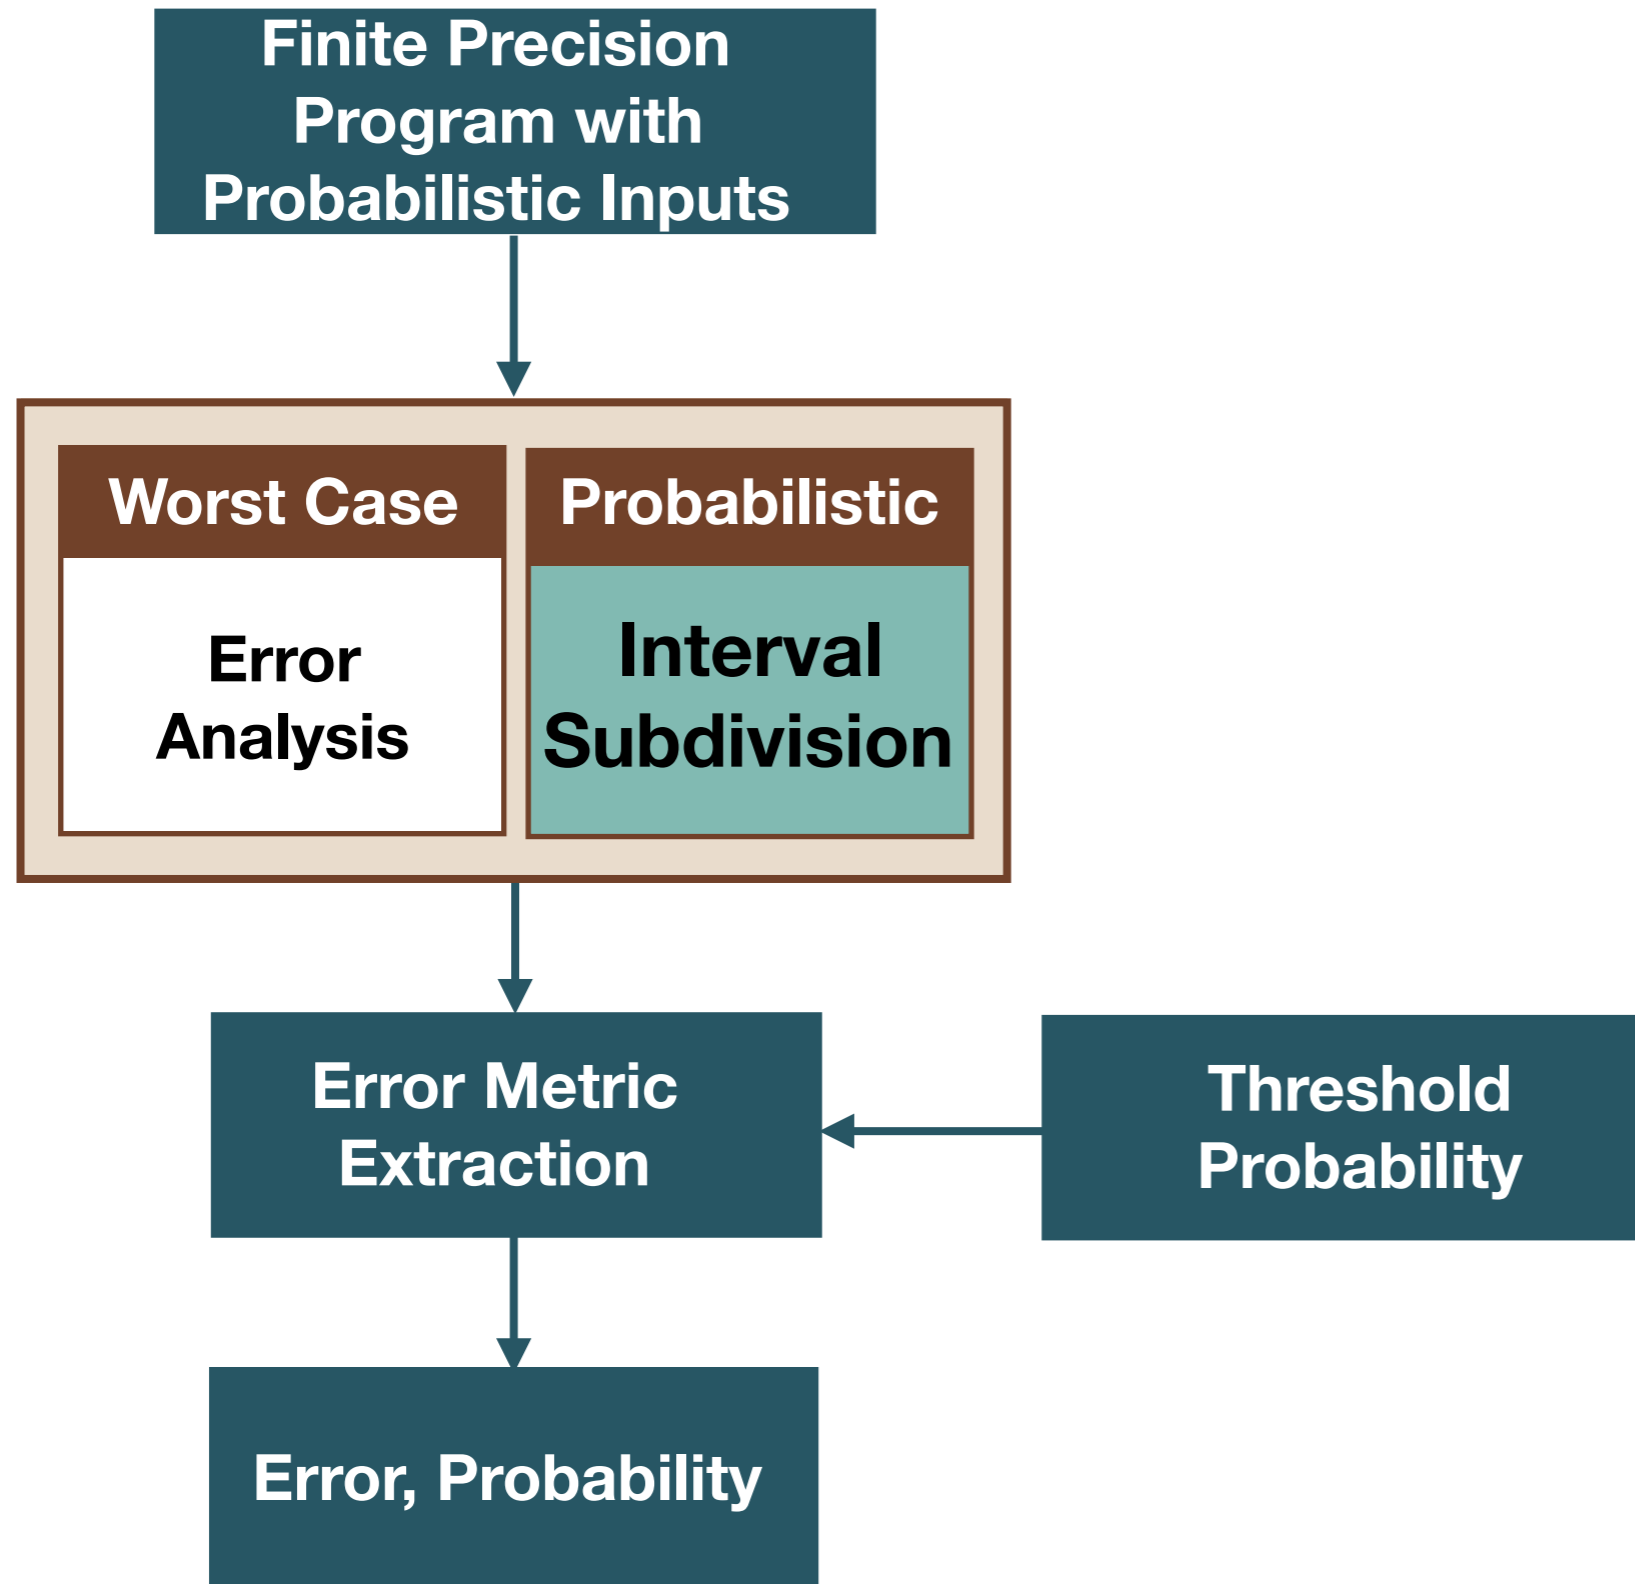 Finite Precision
Program with
Probabilistic Inputs
Worst Case
Error
Analysis
Probabilistic
Interval
Subdivision
Error Metric
Extraction
Threshold
Probability
Error, Probability